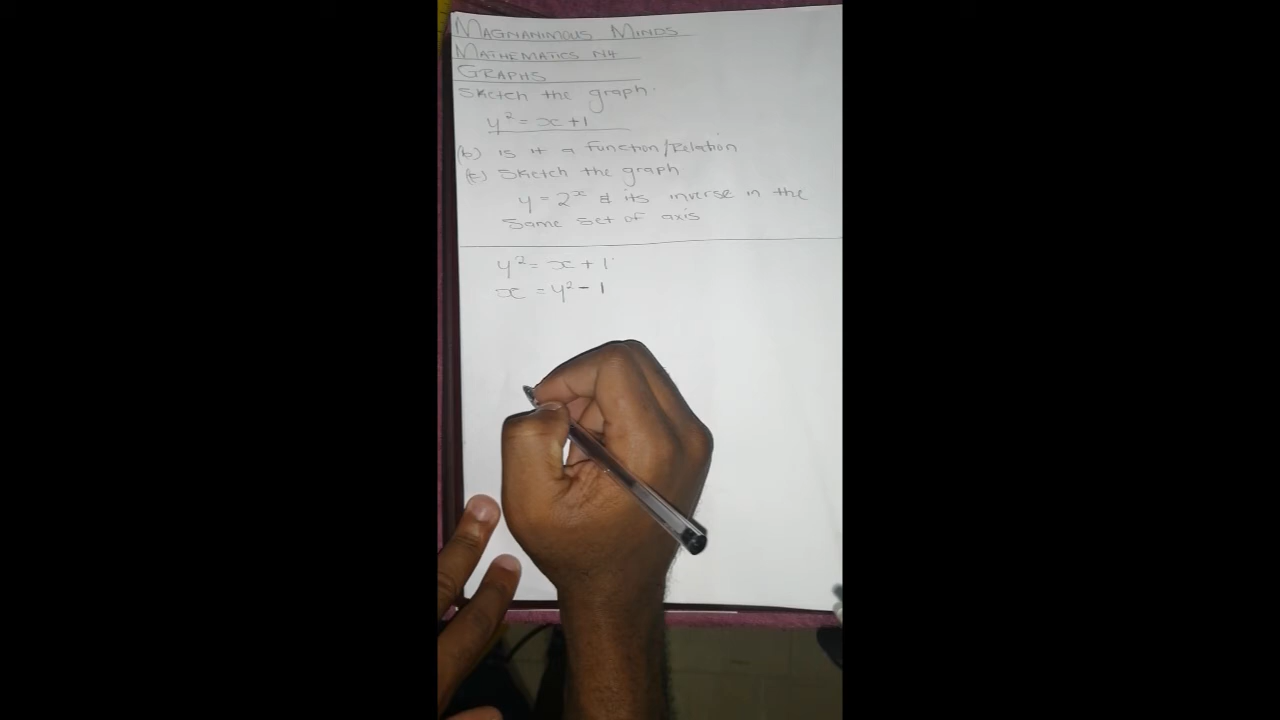 MAGNANIMOUS MINDS
MATHEMATICS N4
GRAPHS
Sketch the graph.
y² = x + 1
(b) is it a function/Relation
(c) Sketch the graph
y = 2ˣ & its inverse in the
same set of axis
y² = x + 1
x = y² - 1